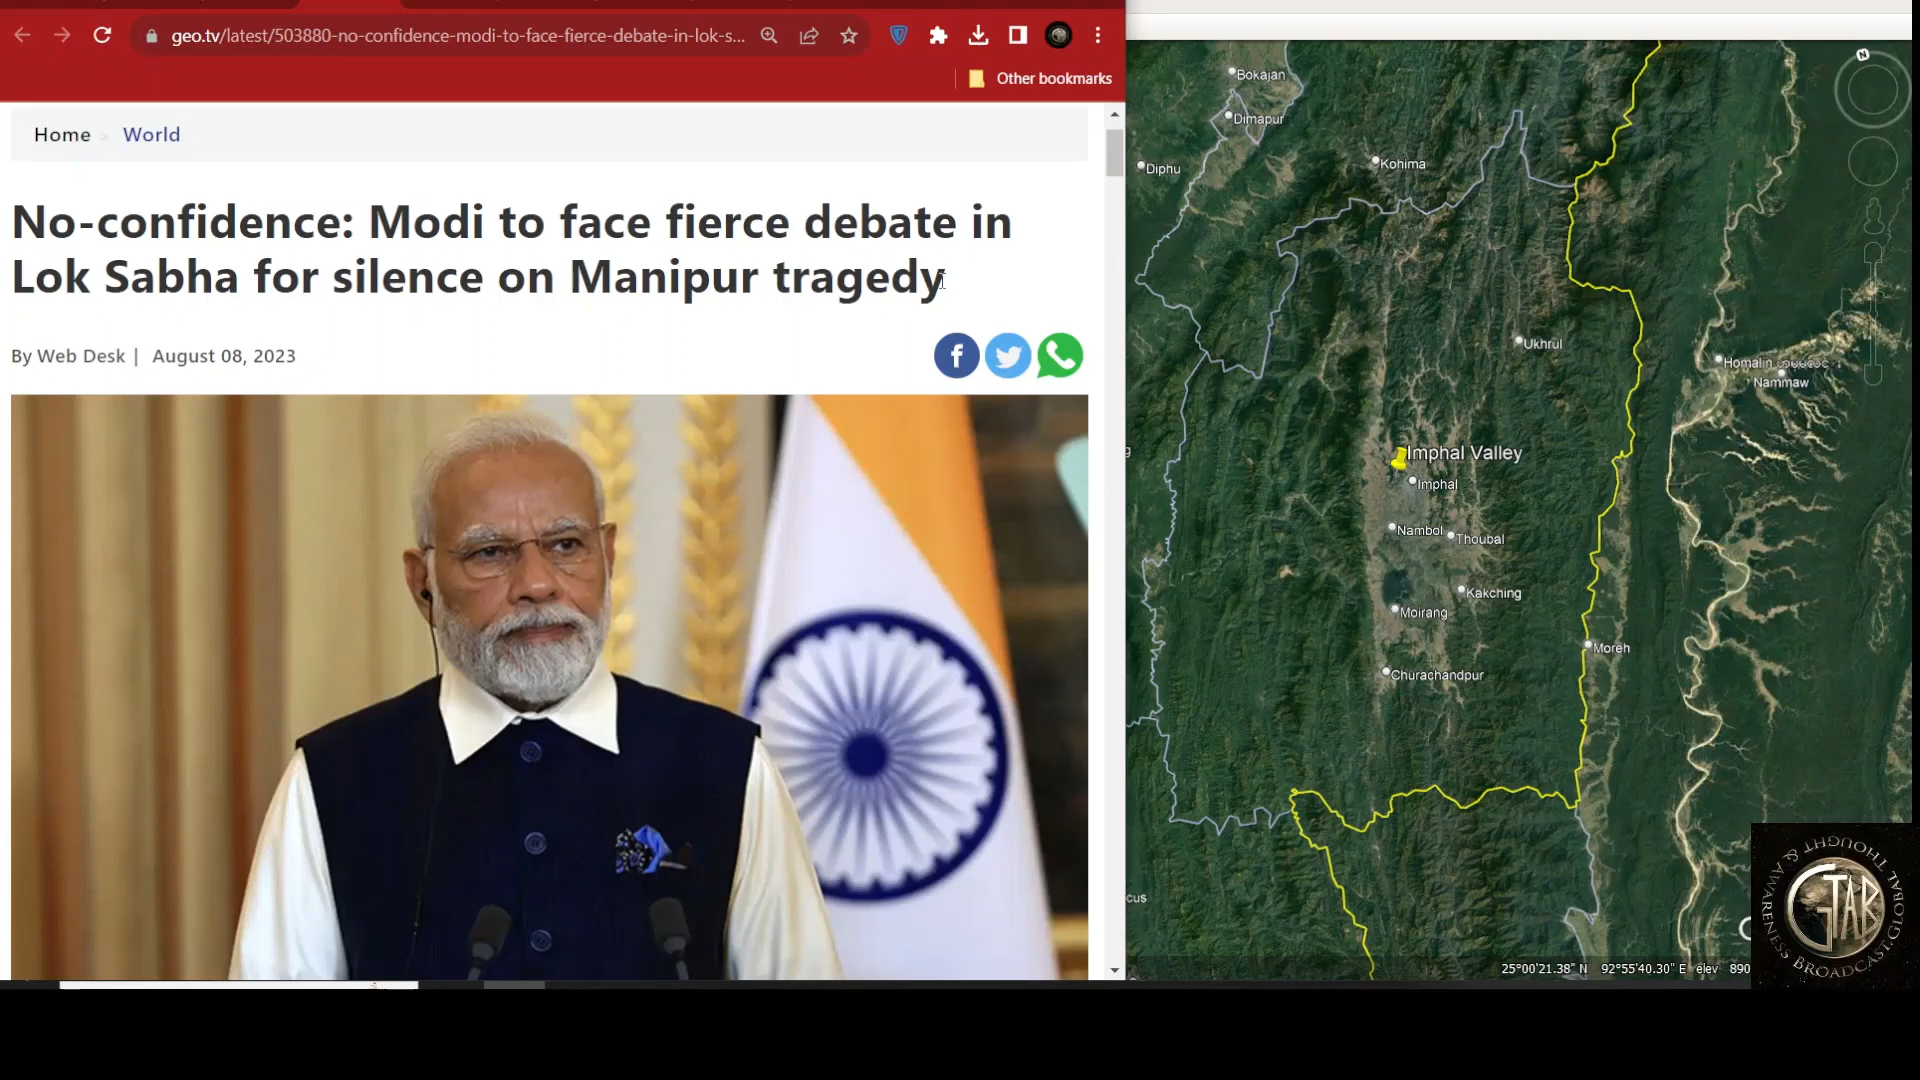 geo.tv/latest/503880-no-confidence-modi-to-face-fierce-debate-in-lok-s...
Other bookmarks
Home > World
No-confidence: Modi to face fierce debate in
Lok Sabha for silence on Manipur tragedy
By Web Desk | August 08, 2023
N
Bokajan
Dimapur
Diphu
Kohima
Ukhrul
Homalin
Nammaw
Imphal Valley
Imphal
Nambol
Thoubal
Kakching
Moirang
Moreh
Churachandpur
cus
25°00'21.38" N 92°55'40.30" E elev 890
GTAB
GLOBAL THOUGHT & AWARENESS BROADCAST.